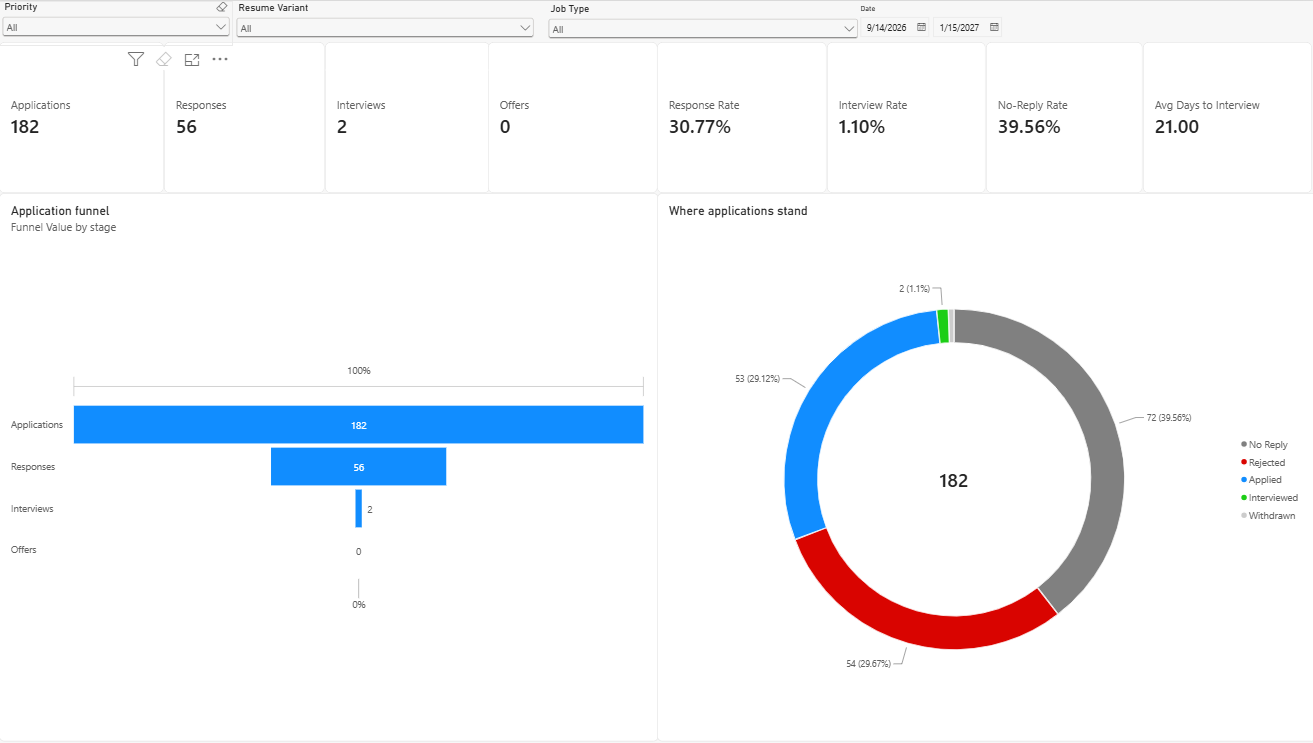 Priority
Resume Variant
Job Type
Date
All
All
All
9/14/2026
1/15/2027
Applications
182
Responses
56
Interviews
2
Offers
0
Response Rate
30.77%
Interview Rate
1.10%
No-Reply Rate
39.56%
Avg Days to Interview
21.00
Application funnel
Funnel Value by stage
100%
Applications
182
Responses
56
Interviews
2
Offers
0
0%
Where applications stand
2 (1.1%)
53 (29.12%)
72 (39.56%)
182
54 (29.67%)
No Reply
Rejected
Applied
Interviewed
Withdrawn